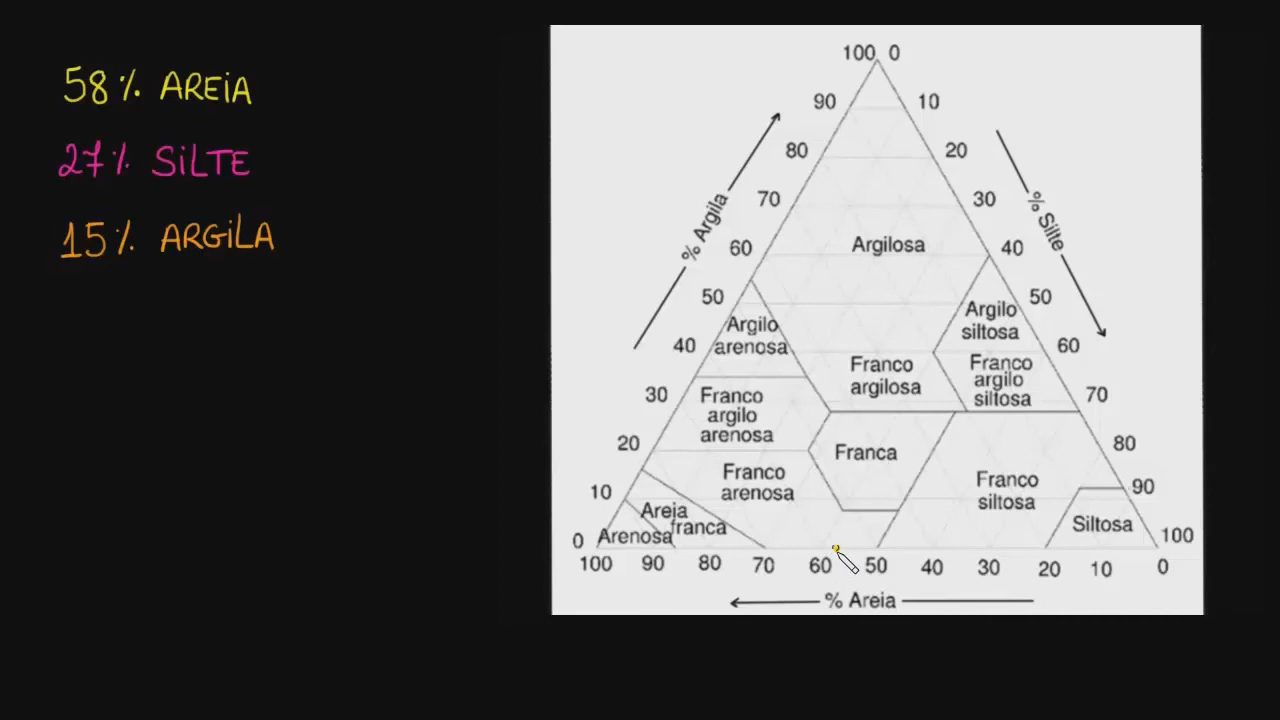 58% AREIA
27% SILTE
15% ARGILA
100 0
90 10
80 20
70 30
60 40
50 50
40 60
30 70
20 80
10 90
0 100
% Argila
% Silte
Argilosa
Argilo
arenosa
Argilo
siltosa
Franco
argilosa
Franco
argilo
siltosa
Franco
argilo
arenosa
Franca
Franco
arenosa
Franco
siltosa
Areia
franca
Arenosa
Siltosa
100 90 80 70 60 50 40 30 20 10 0
% Areia